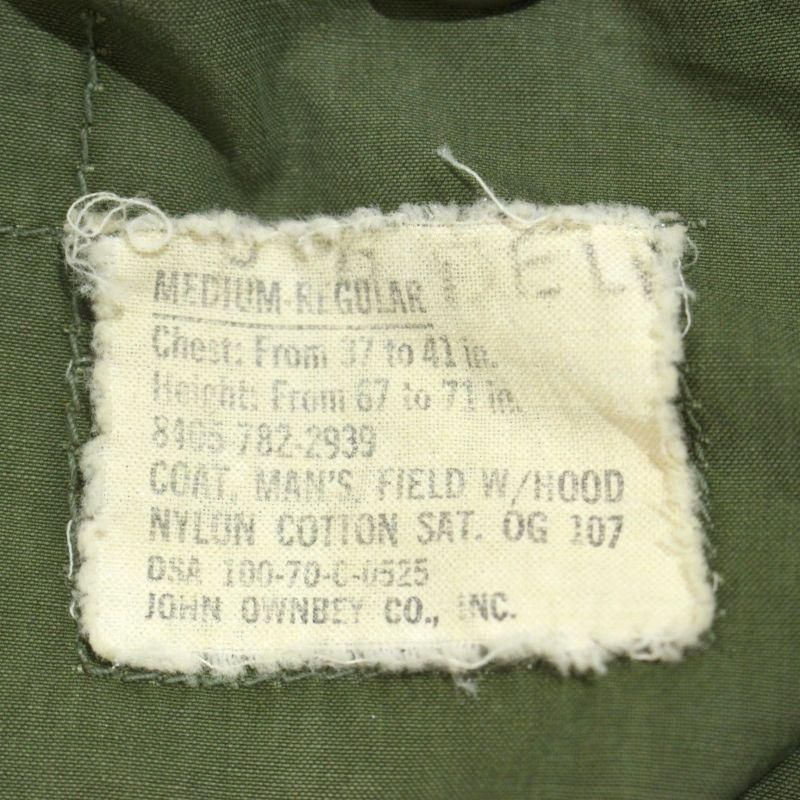 MEDIUM-REGULAR
Chest: From 37 to 41 in.
Height: From 67 to 71 in.
8405-782-2939
COAT, MAN'S, FIELD W/HOOD
NYLON COTTON SAT. OG 107
DSA 100-70-C-0525
JOHN OWNBEY CO., INC.